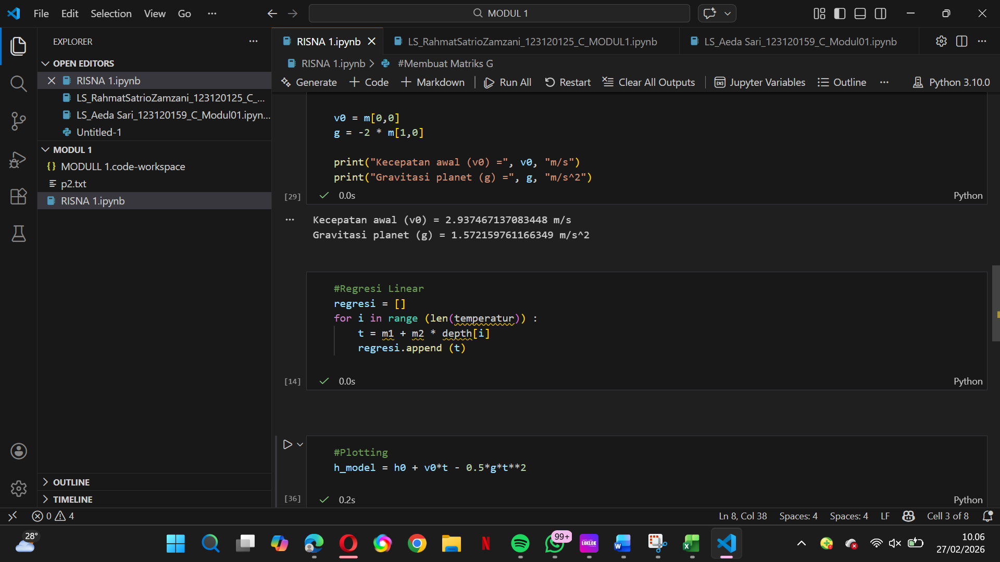 File Edit Selection View Go ...
MODUL 1
EXPLORER
OPEN EDITORS
RISNA 1.ipynb
LS_RahmatSatrioZamzani_123120125_C_...
LS_Aeda Sari_123120159_C_Modul01.ipyn...
Untitled-1
MODUL 1
{} MODULL 1.code-workspace
p2.txt
RISNA 1.ipynb
OUTLINE
TIMELINE
RISNA 1.ipynb LS_RahmatSatrioZamzani_123120125_C_MODUL1.ipynb LS_Aeda Sari_123120159_C_Modul01.ipynb
RISNA 1.ipynb > #Membuat Matriks G
Generate + Code + Markdown Run All Restart Clear All Outputs Jupyter Variables Outline ... Python 3.10.0
v0 = m[0,0]
g = -2 * m[1,0]
print("Kecepatan awal (v0) =", v0, "m/s")
print("Gravitasi planet (g) =", g, "m/s^2")
[29] 0.0s Python
Kecepatan awal (v0) = 2.937467137083448 m/s
Gravitasi planet (g) = 1.572159761166349 m/s^2
#Regresi Linear
regresi = []
for i in range (len(temperatur)) :
t = m1 + m2 * depth[i]
regresi.append (t)
[14] 0.0s Python
#Plotting
h_model = h0 + v0*t - 0.5*g*t**2
[36] 0.2s Python
0 4 Ln 8, Col 38 Spaces: 4 Spaces: 4 LF Cell 3 of 8
28°
99+
LOKLOK
10.06
27/02/2026